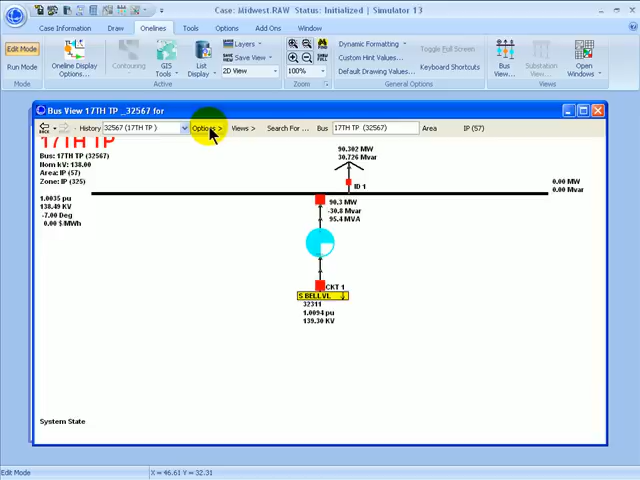 Case: Midwest.RAW Status: Initialized | Simulator 13
Case Information Draw Onelines Tools Options Add Ons Window
Edit Mode
Run Mode
Mode
Online Display Options...
Contouring
GIS Tools
List Display
Active
Layers
Save View
2D View
100%
Zoom
Dynamic Formatting
Hint Statements
Default Drawing Values...
Toggle Full Screen
Keyboard Shortcuts
General Options
Bus View...
Substation View...
Open Windows
Window
Bus View 17TH TP _32567 for
BACK History 32567 (17TH TP ) Options > Views > Search For ... Bus 17TH TP (32567) Area IP (57)
17TH TP
Bus: 17TH TP (32567)
Nom kV: 138.00
Area: IP (57)
Zone: IP (325)
1.0035 pu
138.49 KV
-7.00 Deg
0.00 $/MWh
90.302 MW
30.726 Mvar
ID 1
0.00 MW
0.00 Mvar
90.3 MW
-30.8 Mvar
95.4 MVA
CKT 1
S BELLVL
32311
1.0094 pu
139.30 KV
System State
Edit Mode X = 46.61 Y = 32.31